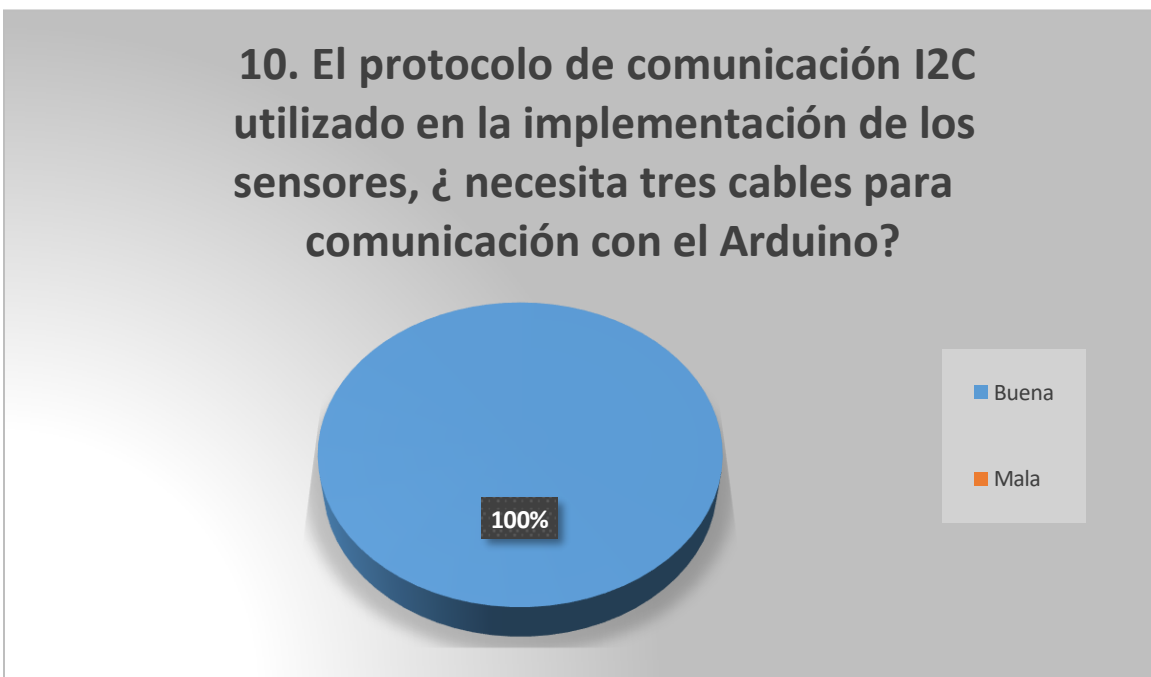 10. El protocolo de comunicación I2C
utilizado en la implementación de los
sensores, ¿ necesita tres cables para
comunicación con el Arduino?
100%
Buena
Mala